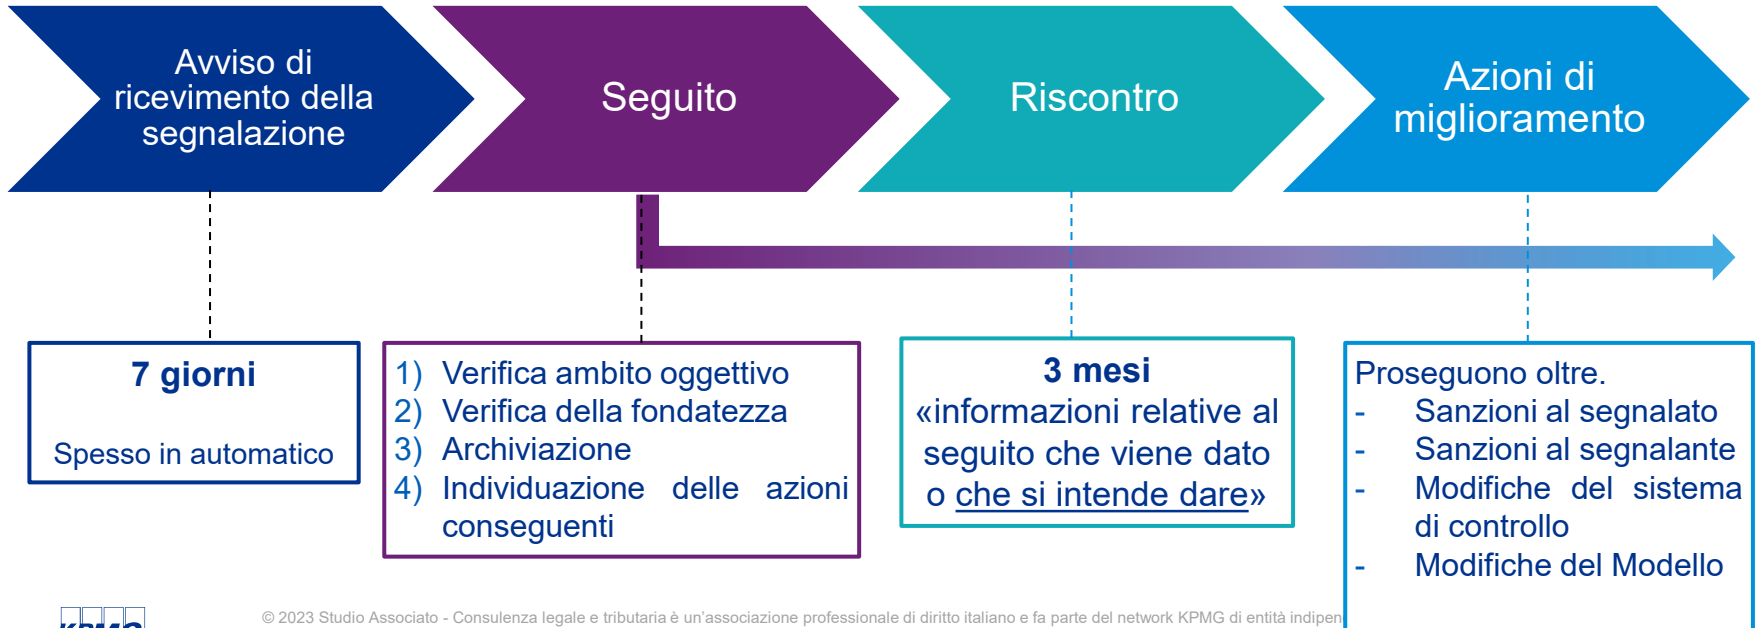 Avviso di
ricevimento della
segnalazione
Seguito
Riscontro
Azioni di
miglioramento
7 giorni
Spesso in automatico
1) Verifica ambito oggettivo
2) Verifica della fondatezza
3) Archiviazione
4) Individuazione delle azioni
conseguenti
3 mesi
«informazioni relative al
seguito che viene dato
o che si intende dare»
Proseguono oltre.
- Sanzioni al segnalato
- Sanzioni al segnalante
- Modifiche del sistema
di controllo
- Modifiche del Modello
KPMG
© 2023 Studio Associato - Consulenza legale e tributaria è un'associazione professionale di diritto italiano e fa parte del network KPMG di entità